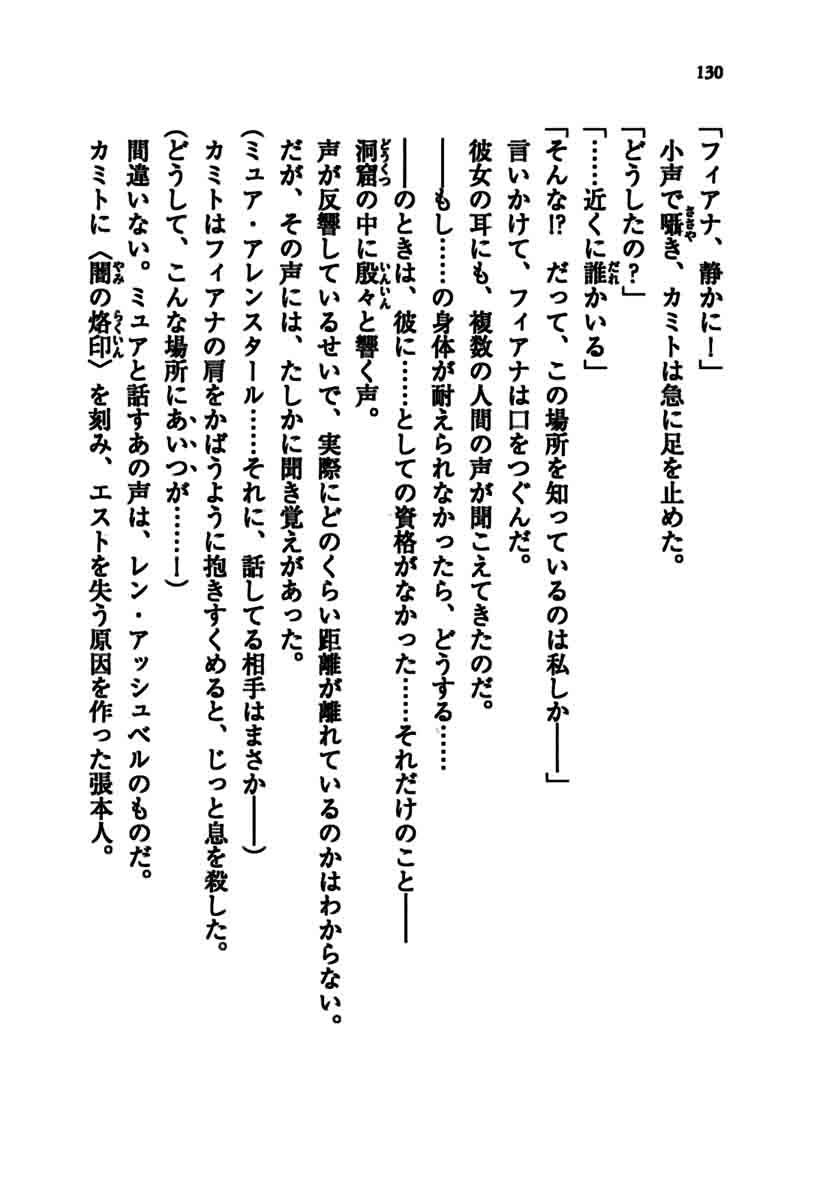 130
「フィアナ、静かに！」
小声で囁き、カミトは急に足を止めた。
「どうしたの？」
「……近くに誰かいる」
「そんな!?　だって、この場所を知っているのは私しか――」
言いかけて、フィアナは口をつぐんだ。
彼女の耳にも、複数の人間の声が聞こえてきたのだ。
――もし……の身体が耐えられなかったら、どうする……
――のときは、彼に……としての資格がなかった……それだけのこと――
洞窟の中に殷々と響く声。
声が反響しているせいで、実際にどのくらい距離が離れているのかはわからない。
だが、その声には、たしかに聞き覚えがあった。
（ミュア・アレンスタール……それに、話してる相手はまさか――）
カミトはフィアナの肩をかばうように抱きすくめると、じっと息を殺した。
（どうして、こんな場所にあいつが……！）
間違いない。ミュアと話すあの声は、レン・アッシュベルのものだ。
カミトに〈闇の烙印〉を刻み、エストを失う原因を作った張本人。